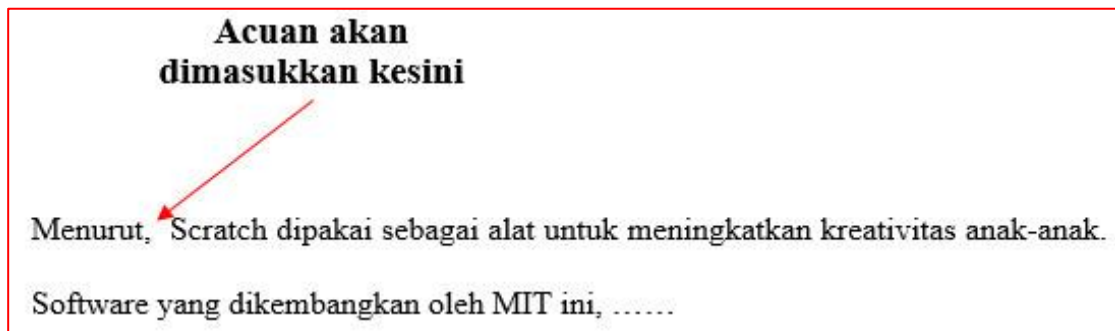 Acuan akan
dimasukkan kesini
Menurut, Scratch dipakai sebagai alat untuk meningkatkan kreativitas anak-anak.
Software yang dikembangkan oleh MIT ini, ……